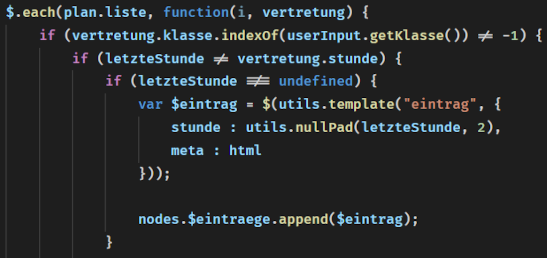 $.each(plan.liste, function(i, vertretung) {
    if (vertretung.klasse.indexOf(userInput.getKlasse()) != -1) {
        if (letzteStunde != vertretung.stunde) {
            if (letzteStunde !== undefined) {
                var $eintrag = $(utils.template("eintrag", {
                    stunde : utils.nullPad(letzteStunde, 2),
                    meta : html
                }));
                nodes.$eintraege.append($eintrag);
            }